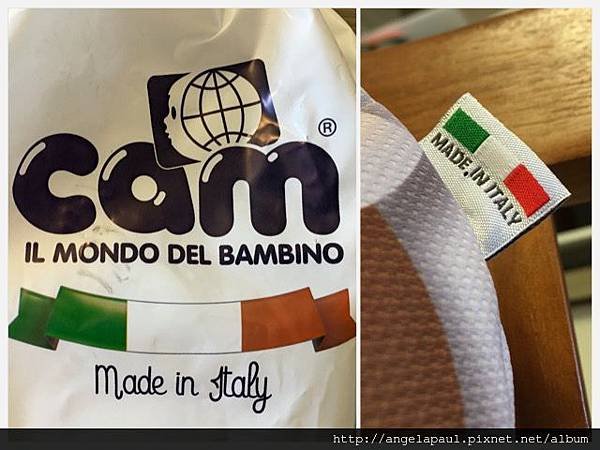 cam®
IL MONDO DEL BAMBINO
Made in Italy
MADE IN ITALY
http://angelapaul.pixnet.net/album